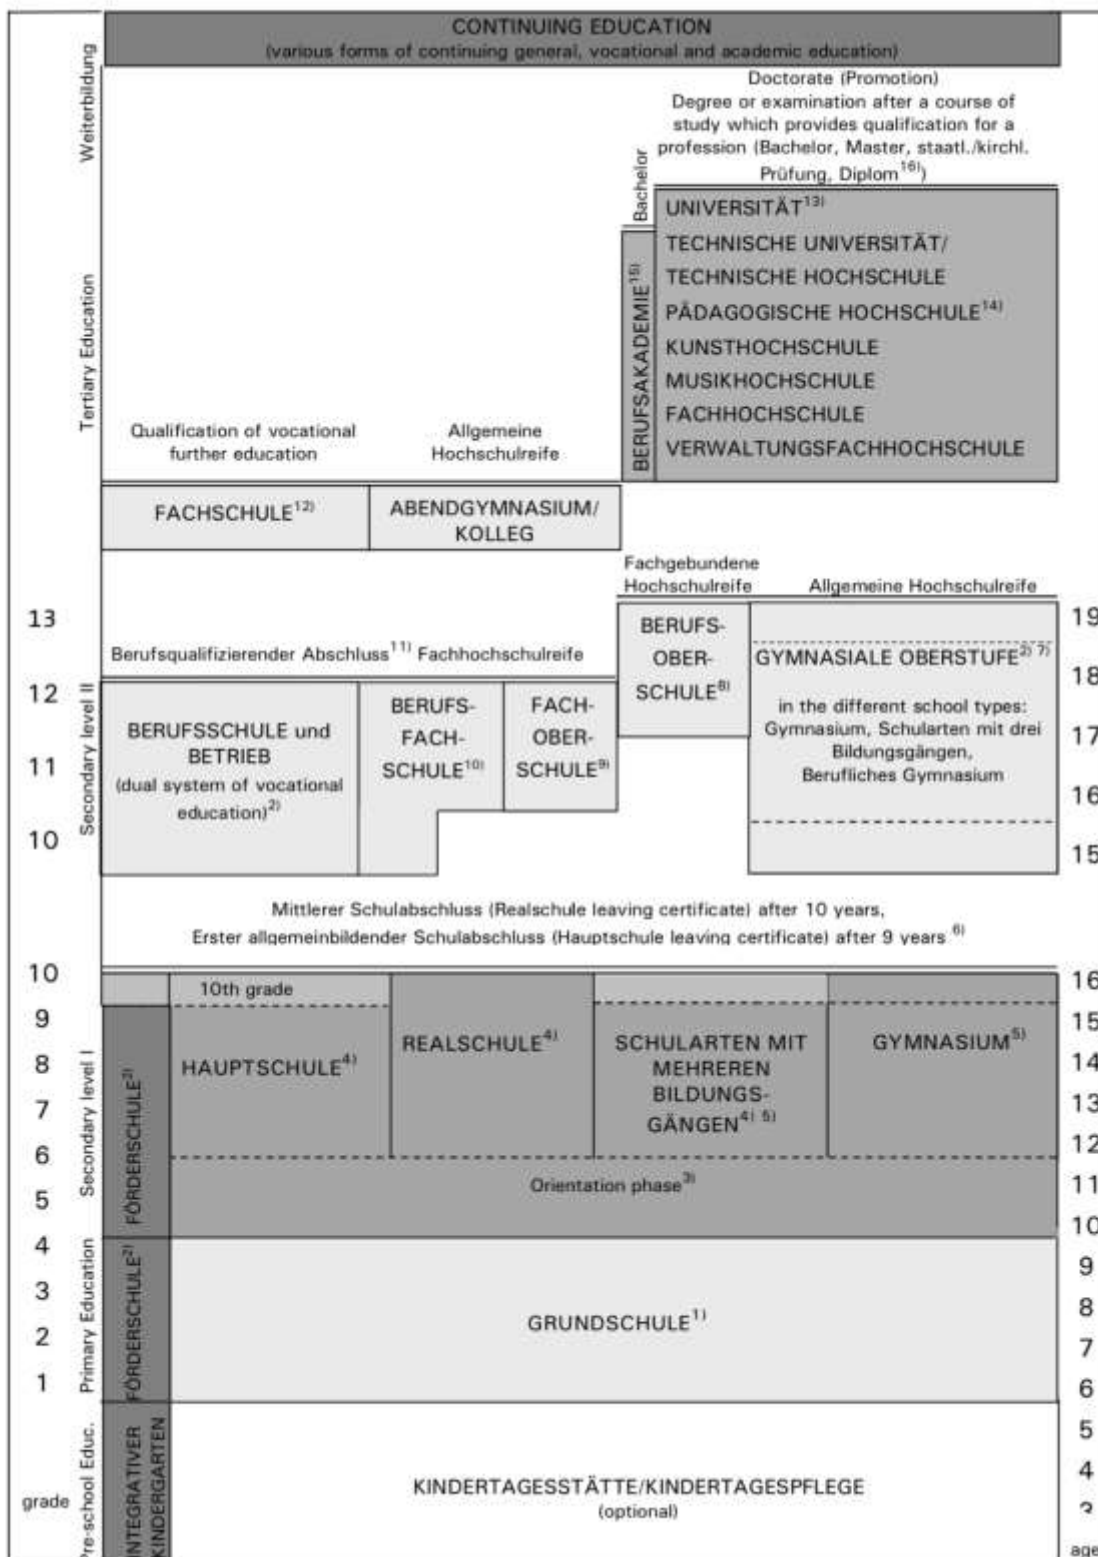 CONTINUING EDUCATION
(various forms of continuing general, vocational and academic education)
Weiterbildung
Doctorate (Promotion)
Degree or examination after a course of
study which provides qualification for a
profession (Bachelor, Master, staatl./kirchl.
Prüfung, Diplom16))
Bachelor
Tertiary Education
BERUFSAKADEMIE15)
UNIVERSITÄT13)
TECHNISCHE UNIVERSITÄT/
TECHNISCHE HOCHSCHULE
PÄDAGOGISCHE HOCHSCHULE14)
KUNSTHOCHSCHULE
MUSIKHOCHSCHULE
FACHHOCHSCHULE
VERWALTUNGSFACHHOCHSCHULE
Qualification of vocational
further education
Allgemeine
Hochschulreife
FACHSCHULE12)
ABENDGYMNASIUM/
KOLLEG
Fachgebundene
Hochschulreife
Allgemeine Hochschulreife
13
12
11
10
Secondary level II
Berufsqualifizierender Abschluss11)
Fachhochschulreife
BERUFSSCHULE und
BETRIEB
(dual system of vocational
education)2)
BERUFS-
FACH-
SCHULE10)
FACH-
OBER-
SCHULE9)
BERUFS-
OBER-
SCHULE8)
GYMNASIALE OBERSTUFE2) 7)
in the different school types:
Gymnasium, Schularten mit drei
Bildungsgängen,
Berufliches Gymnasium
19
18
17
16
15
Mittlerer Schulabschluss (Realschule leaving certificate) after 10 years,
Erster allgemeinbildender Schulabschluss (Hauptschule leaving certificate) after 9 years 6)
10
9
8
7
6
5
Secondary level I
FÖRDERSCHULE2)
10th grade
HAUPTSCHULE4)
REALSCHULE4)
SCHULARTEN MIT
MEHREREN
BILDUNGS-
GÄNGEN4) 5)
GYMNASIUM5)
Orientation phase3)
16
15
14
13
12
11
10
4
3
2
1
Primary Education
FÖRDERSCHULE2)
GRUNDSCHULE1)
9
8
7
6
grade
Pre-school Educ.
INTEGRATIVER
KINDERGARTEN
KINDERTAGESSTÄTTE/KINDERTAGESPFLEGE
(optional)
5
4
3
age